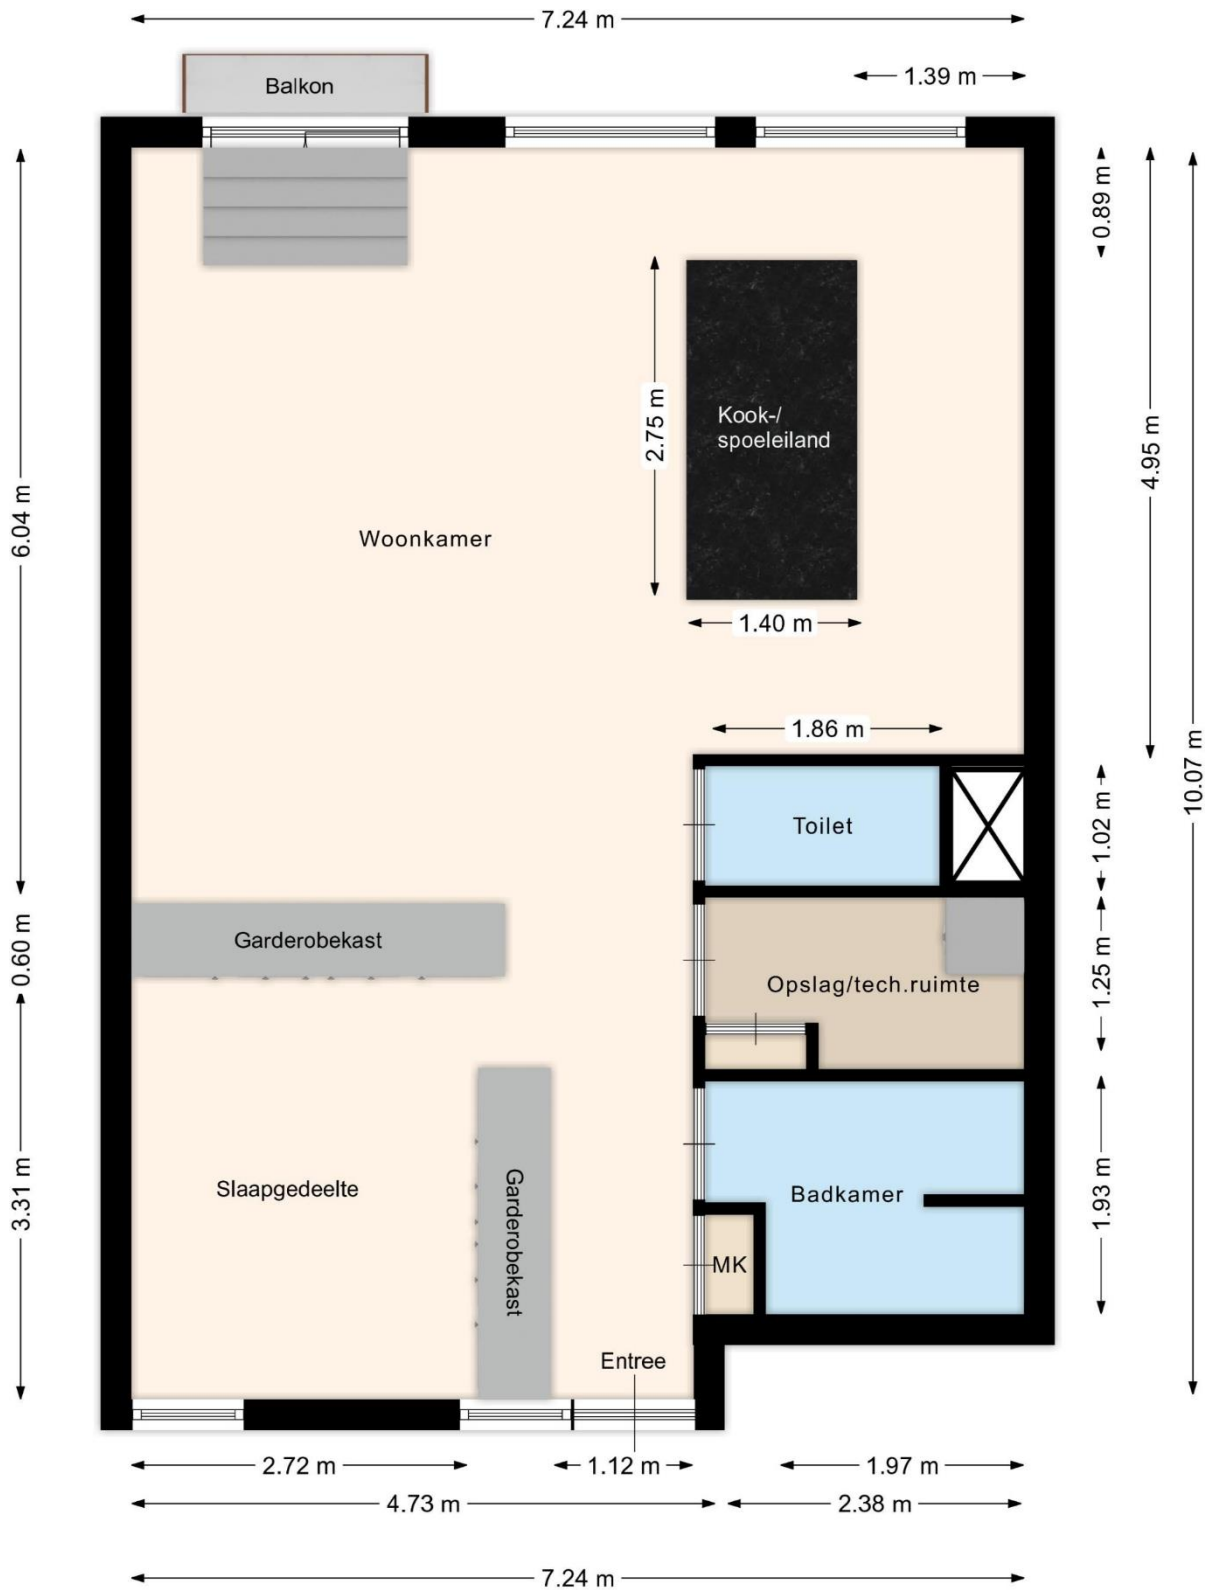 7.24 m
1.39 m
Balkon
0.89 m
2.75 m
Kook-/
spoeleiland
4.95 m
6.04 m
Woonkamer
1.40 m
1.86 m
10.07 m
Toilet
1.02 m
0.60 m
Garderobekast
1.25 m
Opslag/tech.ruimte
3.31 m
Slaapgedeelte
Garderobekast
Badkamer
1.93 m
MK
Entree
2.72 m
1.12 m
1.97 m
4.73 m
2.38 m
7.24 m